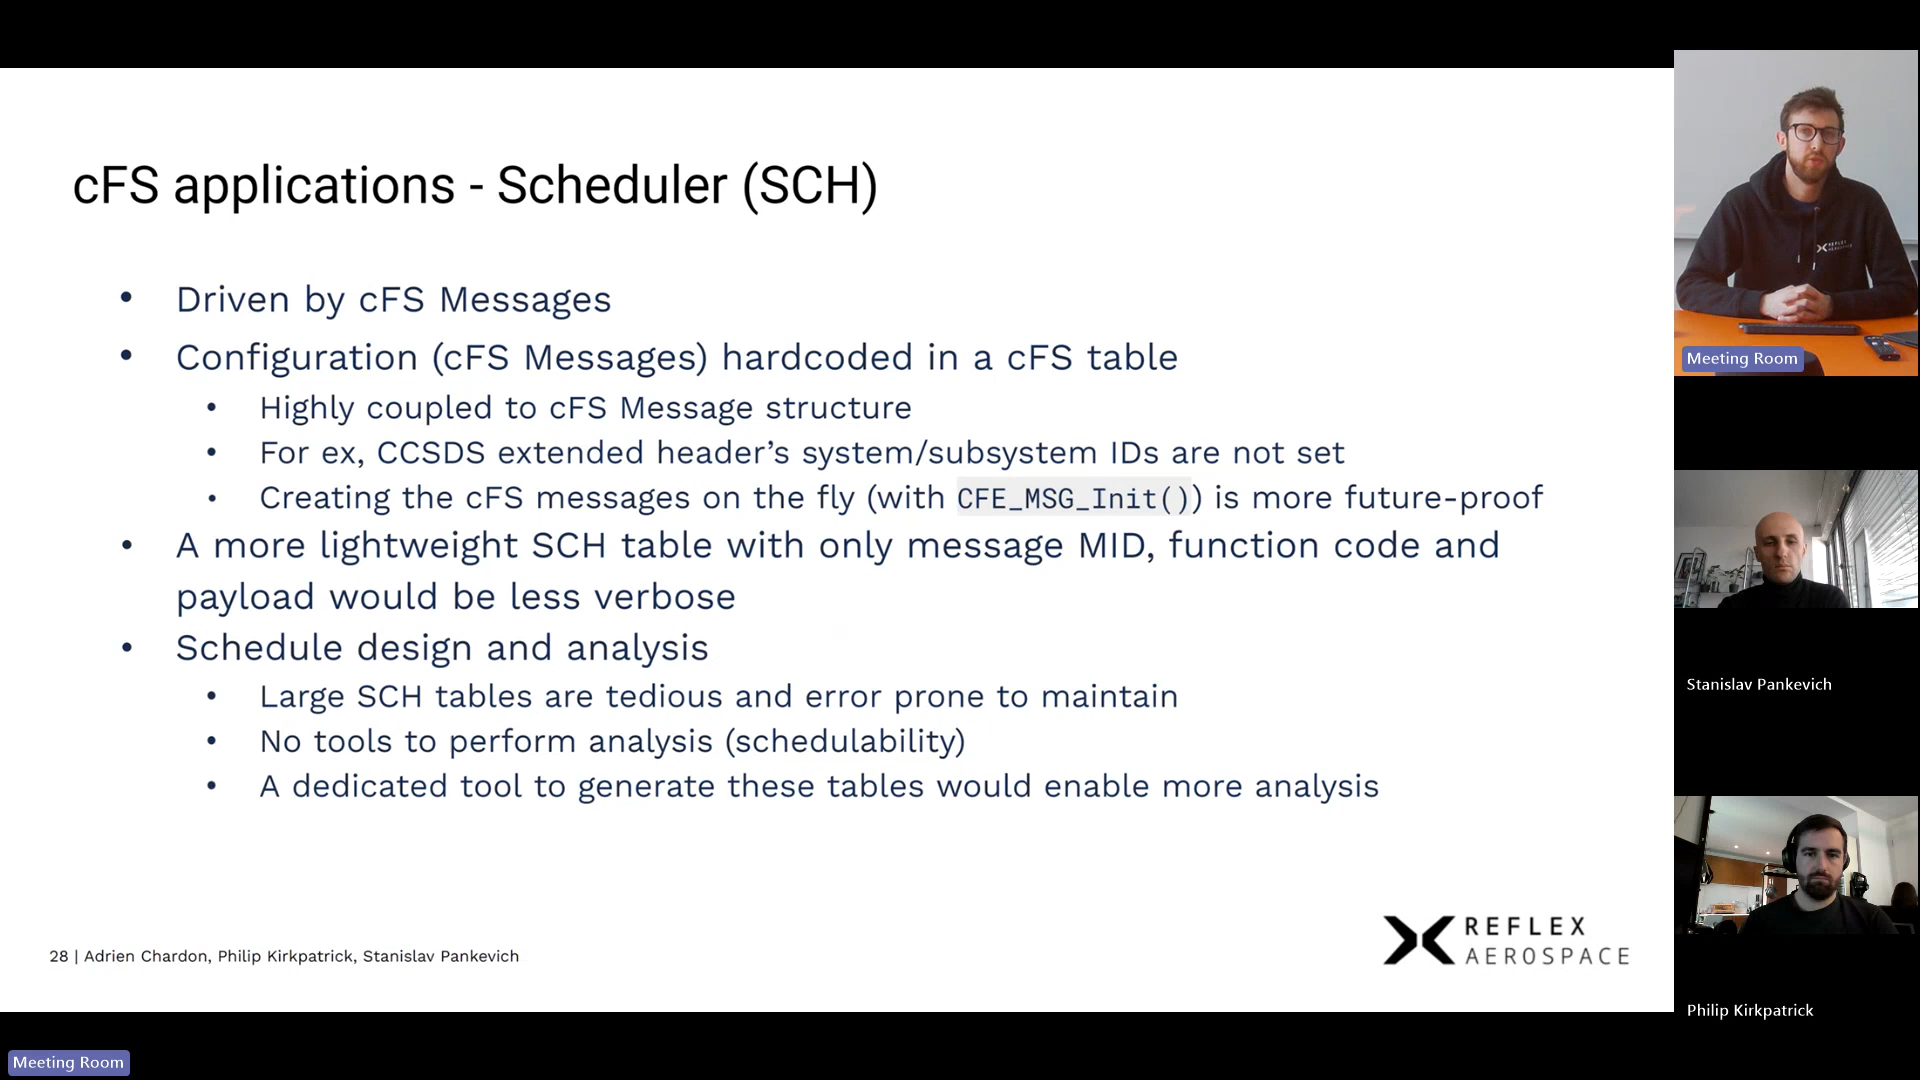 cFS applications - Scheduler (SCH)
• Driven by cFS Messages
• Configuration (cFS Messages) hardcoded in a cFS table
• Highly coupled to cFS Message structure
• For ex, CCSDS extended header’s system/subsystem IDs are not set
• Creating the cFS messages on the fly (with CFE_MSG_Init()) is more future-proof
• A more lightweight SCH table with only message MID, function code and
payload would be less verbose
• Schedule design and analysis
• Large SCH tables are tedious and error prone to maintain
• No tools to perform analysis (schedulability)
• A dedicated tool to generate these tables would enable more analysis
28 | Adrien Chardon, Philip Kirkpatrick, Stanislav Pankevich
REFLEX
AEROSPACE
Meeting Room
REFLEX
AEROSPACE
Meeting Room
Stanislav Pankevich
Philip Kirkpatrick